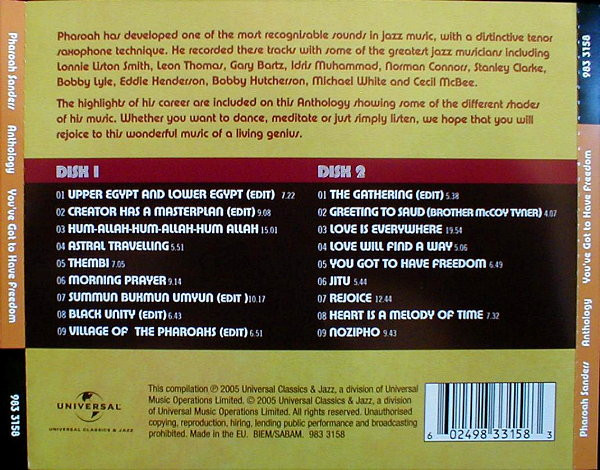 Pharoah has developed one of the most recognisable sounds in jazz music, with a distinctive tenor
saxophone technique. He recorded these tracks with some of the greatest jazz musicians including
Lonnie Liston Smith, Leon Thomas, Gary Bartz, Idris Muhammad, Norman Connors, Stanley Clarke,
Bobby Lyle, Eddie Henderson, Bobby Hutcherson, Michael White and Cecil McBee.
The highlights of his career are included on this Anthology showing some of the different shades
of his music. Whether you want to dance, meditate or just simply listen, we hope that you will
rejoice to this wonderful music of a living genius.
DISK 1
01 UPPER EGYPT AND LOWER EGYPT (EDIT) 7.22
02 CREATOR HAS A MASTERPLAN (EDIT) 9.08
03 HUM-ALLAH-HUM-ALLAH-HUM ALLAH 15.01
04 ASTRAL TRAVELLING 5.51
05 THEMBI 7.05
06 MORNING PRAYER 9.14
07 SUMMUN BUKMUN UMYUN (EDIT )10.17
08 BLACK UNITY (EDIT) 6.43
09 VILLAGE OF THE PHAROAHS (EDIT) 6.51
DISK 2
01 THE GATHERING (EDIT) 5.38
02 GREETING TO SAUD (BROTHER McCOY TYNER) 4.07
03 LOVE IS EVERYWHERE 19.54
04 LOVE WILL FIND A WAY 5.06
05 YOU GOT TO HAVE FREEDOM 6.49
06 JITU 5.44
07 REJOICE 12.44
08 HEART IS A MELODY OF TIME 7.32
09 NOZIPHO 9.43
UNIVERSAL
UNIVERSAL CLASSICS & JAZZ
This compilation ℗ 2005 Universal Classics & Jazz, a division of Universal
Music Operations Limited. © 2005 Universal Classics & Jazz, a division of
Universal Music Operations Limited. All rights reserved. Unauthorised
copying, reproduction, hiring, lending public performance and broadcasting
prohibited. Made in the EU. BIEM/SABAM. 983 3158
6 02498 33158 3
Pharoah Sanders Anthology You've Got to Have Freedom 983 3158
Pharoah Sanders Anthology You've Got to Have Freedom 983 3158